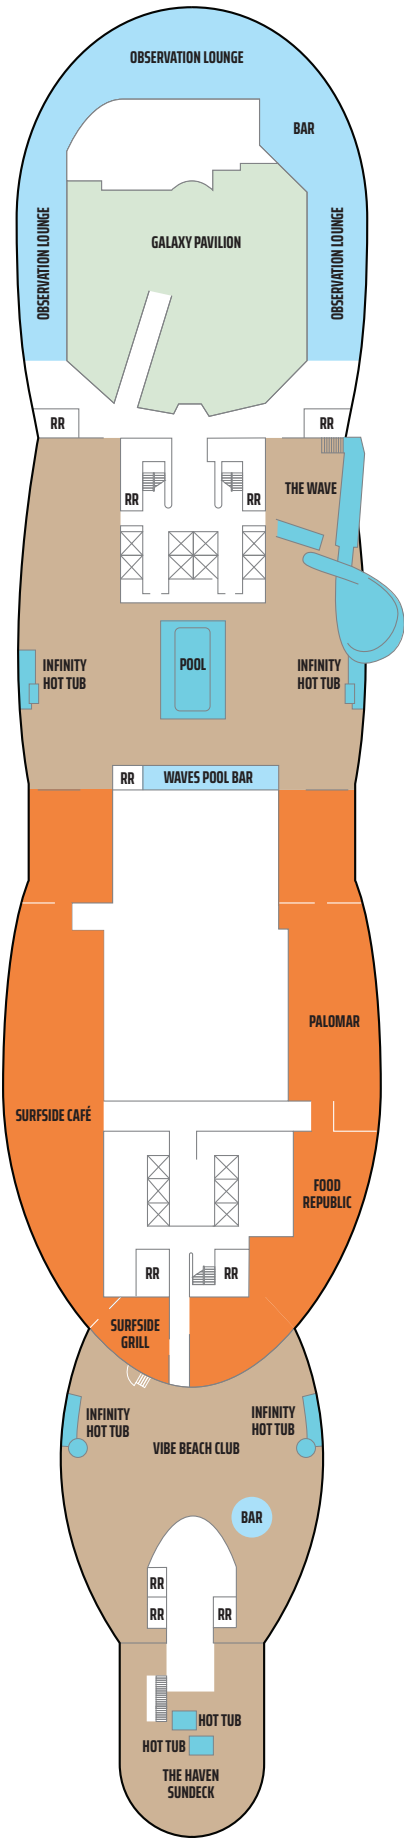 OBSERVATION LOUNGE
BAR
OBSERVATION LOUNGE
GALAXY PAVILION
OBSERVATION LOUNGE
RR
RR
RR
RR
THE WAVE
INFINITY
HOT TUB
POOL
INFINITY
HOT TUB
RR
WAVES POOL BAR
PALOMAR
SURFSIDE CAFÉ
FOOD
REPUBLIC
RR
RR
SURFSIDE
GRILL
INFINITY
HOT TUB
INFINITY
HOT TUB
VIBE BEACH CLUB
BAR
RR
RR
RR
HOT TUB
HOT TUB
THE HAVEN
SUNDECK